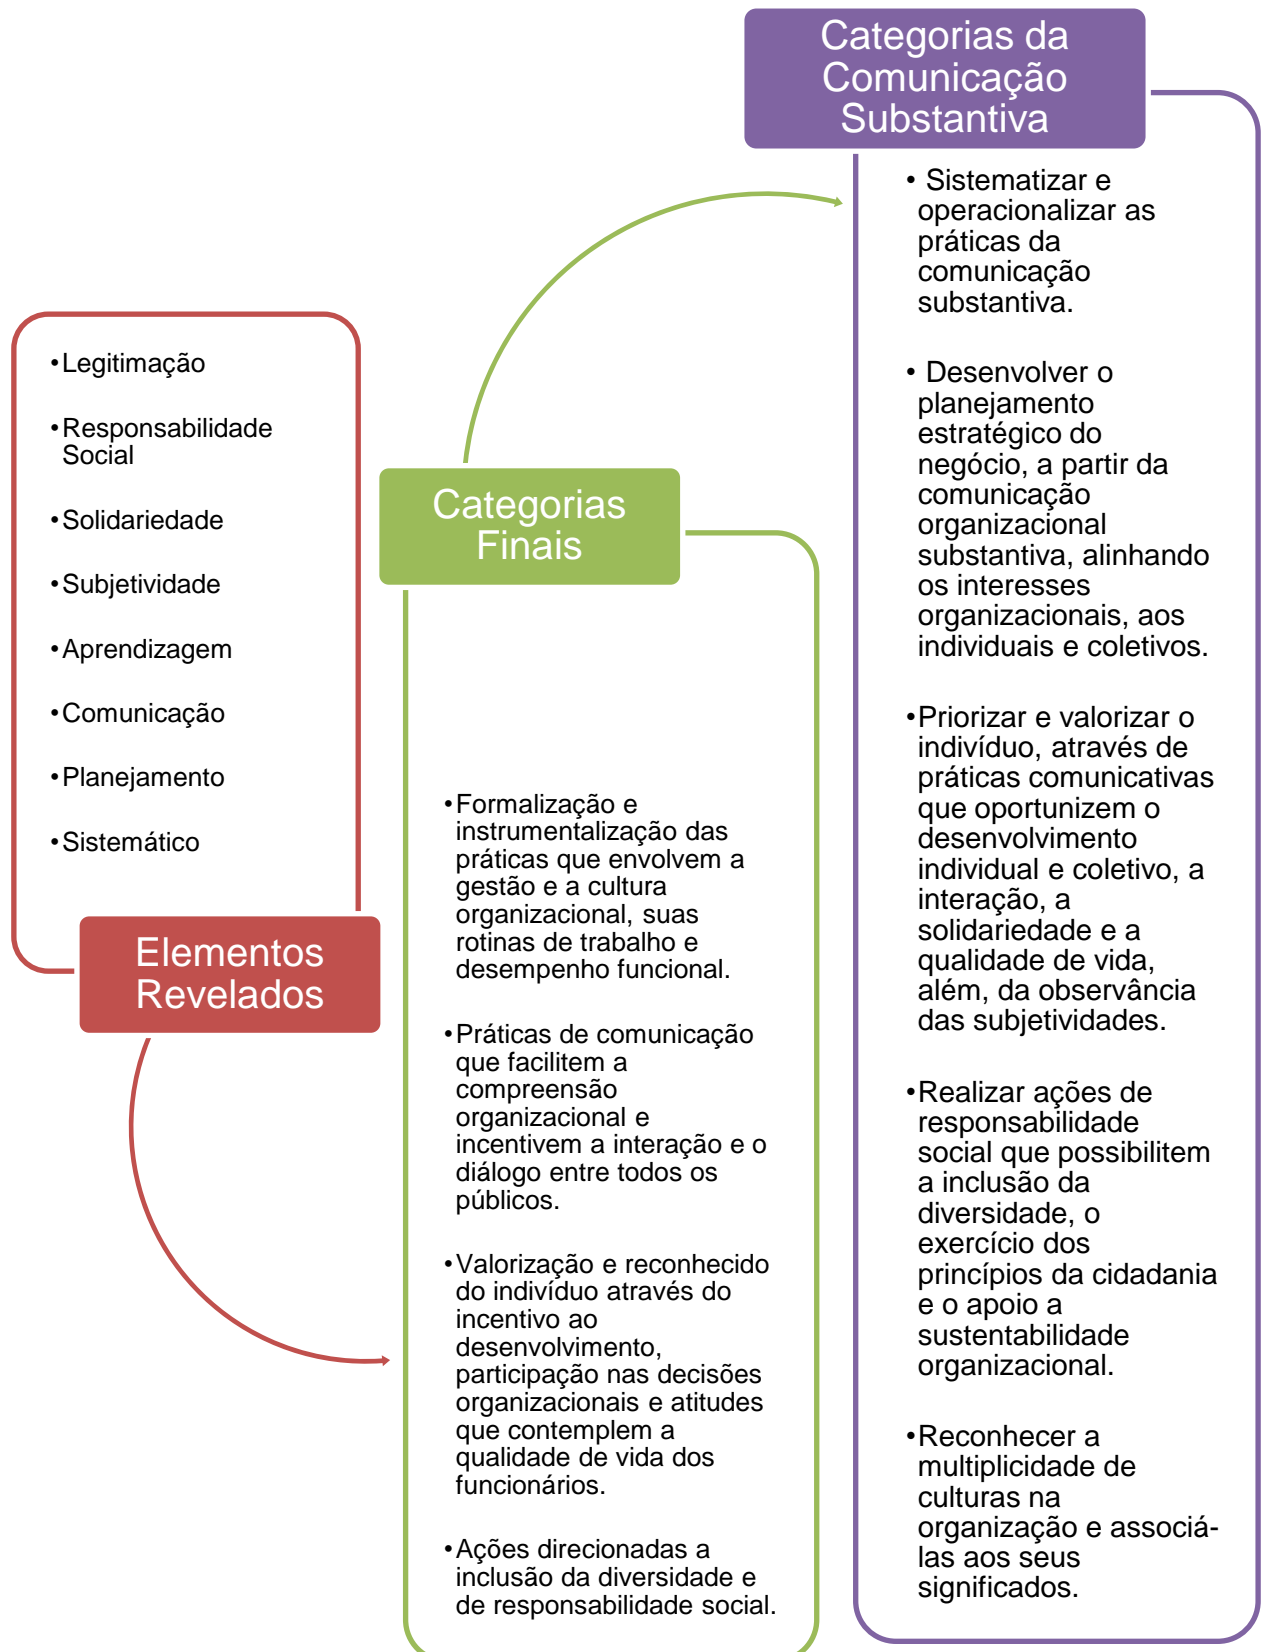 Categorias da
Comunicação
Substantiva
• Sistematizar e
operacionalizar as
práticas da
comunicação
substantiva.
• Desenvolver o
planejamento
estratégico do
negócio, a partir da
comunicação
organizacional
substantiva, alinhando
os interesses
organizacionais, aos
individuais e coletivos.
•Priorizar e valorizar o
indivíduo, através de
práticas comunicativas
que oportunizem o
desenvolvimento
individual e coletivo, a
interação, a
solidariedade e a
qualidade de vida,
além, da observância
das subjetividades.
•Realizar ações de
responsabilidade
social que possibilitem
a inclusão da
diversidade, o
exercício dos
princípios da cidadania
e o apoio a
sustentabilidade
organizacional.
•Reconhecer a
multiplicidade de
culturas na
organização e associá-
las aos seus
significados.
•Legitimação
•Responsabilidade
Social
•Solidariedade
•Subjetividade
•Aprendizagem
•Comunicação
•Planejamento
•Sistemático
Elementos
Revelados
Categorias
Finais
•Formalização e
instrumentalização das
práticas que envolvem a
gestão e a cultura
organizacional, suas
rotinas de trabalho e
desempenho funcional.
•Práticas de comunicação
que facilitem a
compreensão
organizacional e
incentivem a interação e o
diálogo entre todos os
públicos.
•Valorização e reconhecido
do indivíduo através do
incentivo ao
desenvolvimento,
participação nas decisões
organizacionais e atitudes
que contemplem a
qualidade de vida dos
funcionários.
•Ações direcionadas a
inclusão da diversidade e
de responsabilidade social.